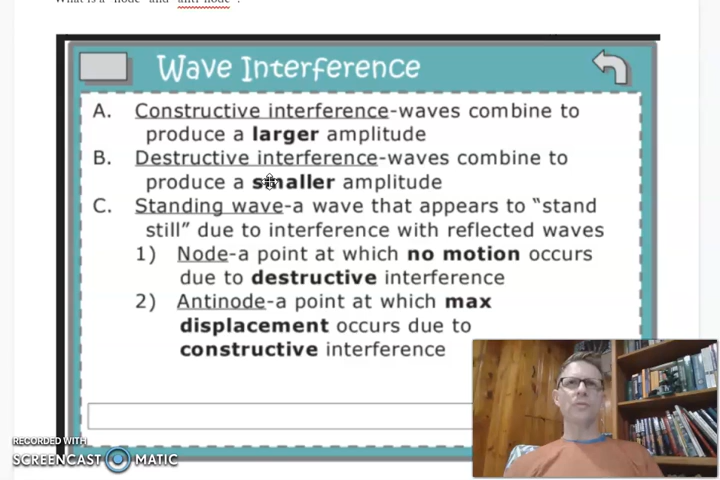 What is a "node" and "anti-node"?
Wave Interference
A. Constructive interference-waves combine to
produce a larger amplitude
B. Destructive interference-waves combine to
produce a smaller amplitude
C. Standing wave-a wave that appears to "stand
still" due to interference with reflected waves
1) Node-a point at which no motion occurs
due to destructive interference
2) Antinode-a point at which max
displacement occurs due to
constructive interference
RECORDED WITH
SCREENCAST MATIC